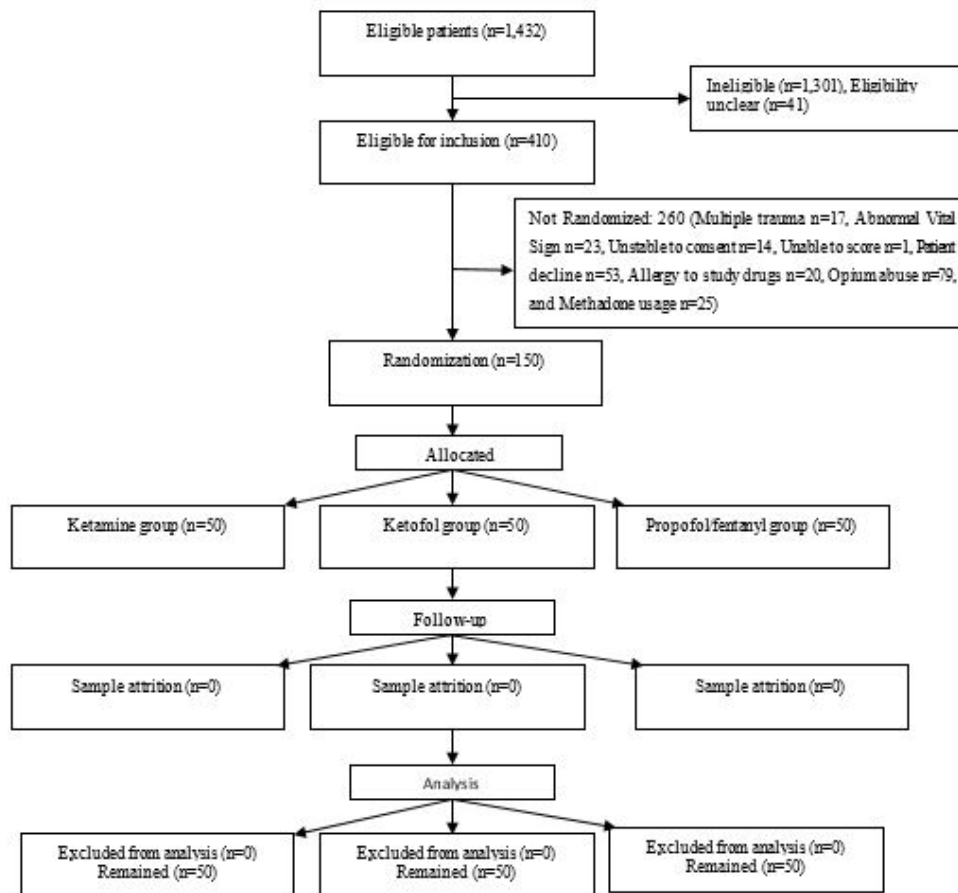 Eligible patients (n=1,432)
Ineligible (n=1,301), Eligibility
unclear (n=41)
Eligible for inclusion (n=410)
Not Randomized: 260 (Multiple trauma n=17, Abnormal Vital
Sign n=23, Unstable to consent n=14, Unable to score n=1, Patient
decline n=53, Allergy to study drugs n=20, Opium abuse n=79,
and Methadone usage n=25)
Randomization (n=150)
Allocated
Ketamine group (n=50)
Ketofol group (n=50)
Propofol/fentanyl group (n=50)
Follow-up
Sample attrition (n=0)
Sample attrition (n=0)
Sample attrition (n=0)
Analysis
Excluded from analysis (n=0)
Remained (n=50)
Excluded from analysis (n=0)
Remained (n=50)
Excluded from analysis (n=0)
Remained (n=50)